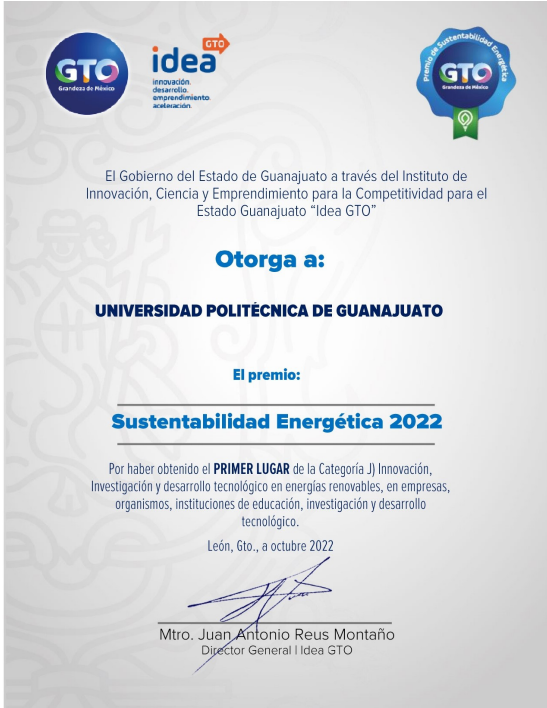 GTO
Grandeza de México
idea GTO
innovación.
desarrollo.
emprendimiento.
aceleración.
Premio de Sustentabilidad Energética
GTO
Grandeza de México
El Gobierno del Estado de Guanajuato a través del Instituto de
Innovación, Ciencia y Emprendimiento para la Competitividad para el
Estado Guanajuato “Idea GTO”
Otorga a:
UNIVERSIDAD POLITÉCNICA DE GUANAJUATO
El premio:
Sustentabilidad Energética 2022
Por haber obtenido el PRIMER LUGAR de la Categoría J) Innovación,
Investigación y desarrollo tecnológico en energías renovables, en empresas,
organismos, instituciones de educación, investigación y desarrollo
tecnológico.
León, Gto., a octubre 2022
Mtro. Juan Antonio Reus Montaño
Director General | Idea GTO